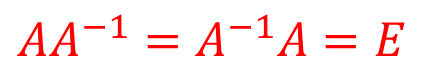 AA⁻¹ = A⁻¹A = E